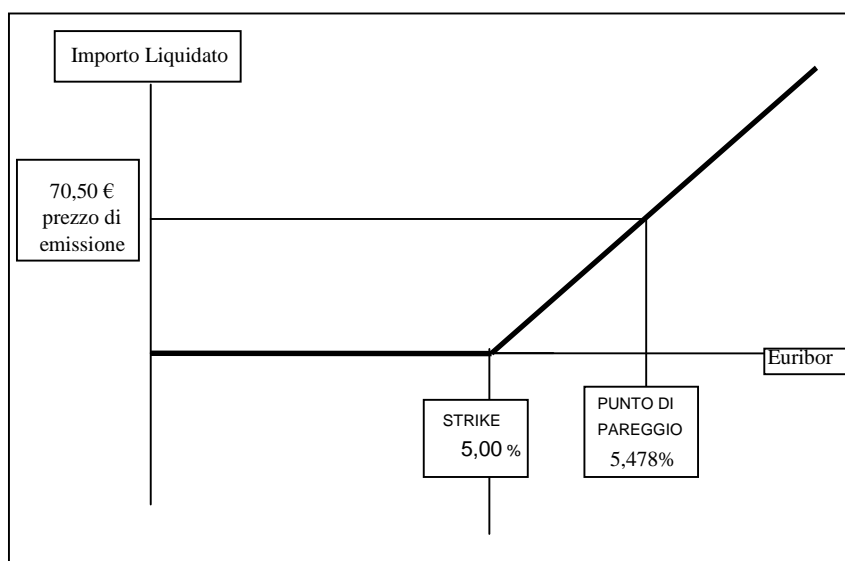 Importo Liquidato
70,50 €
prezzo di
emissione
Euribor
STRIKE
5,00 %
PUNTO DI
PAREGGIO
5,478%